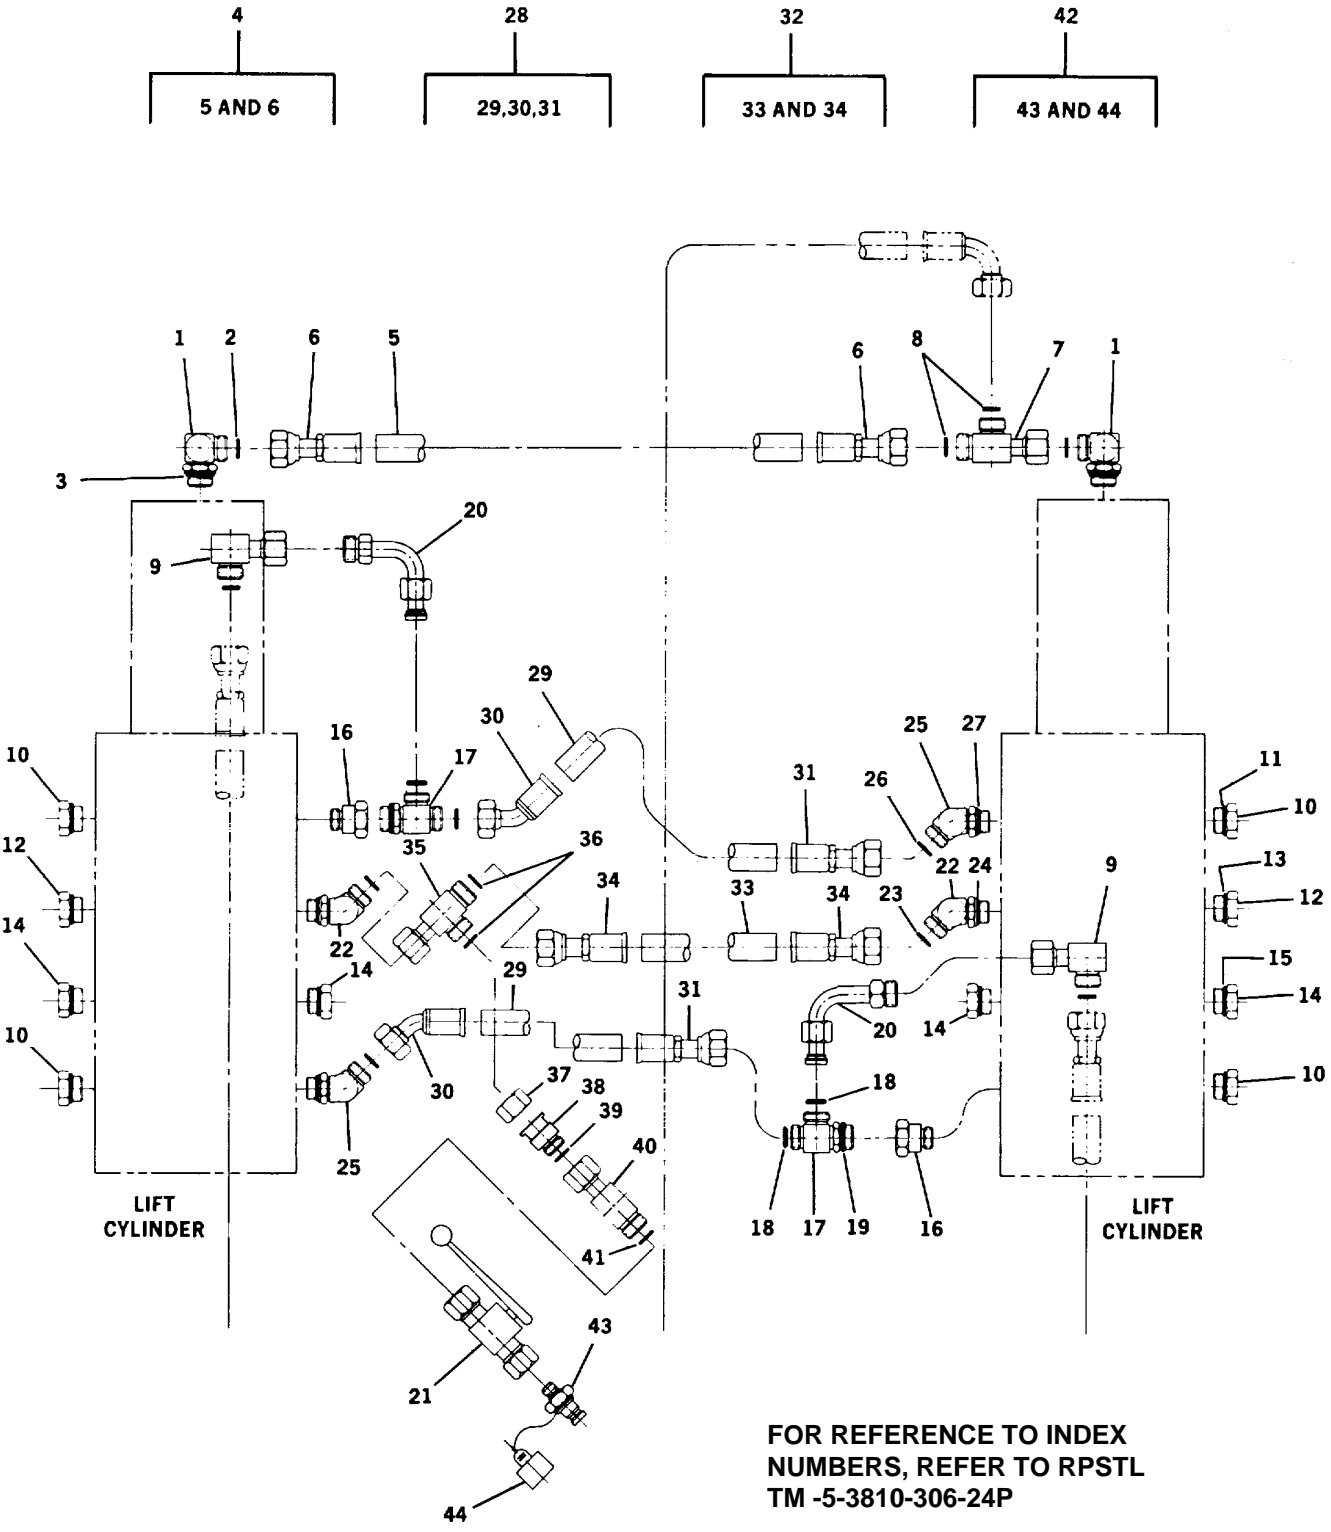 4 28 32 42
5 AND 6 29,30,31 33 AND 34 43 AND 44
1 2 6 5 6 8 7 1
3
20
9
29
30
16 17 25 27
10 31 26 11
10
35 36
12 22 24 13
34 33 34 23 9 12
14
22
14 29 31 15
14
20 14
10
30 37 38 18 10
39
40
25
LIFT
CYLINDER
18 17 19 16
LIFT
CYLINDER
41
43
21
44
FOR REFERENCE TO INDEX
NUMBERS, REFER TO RPSTL
TM -5-3810-306-24P